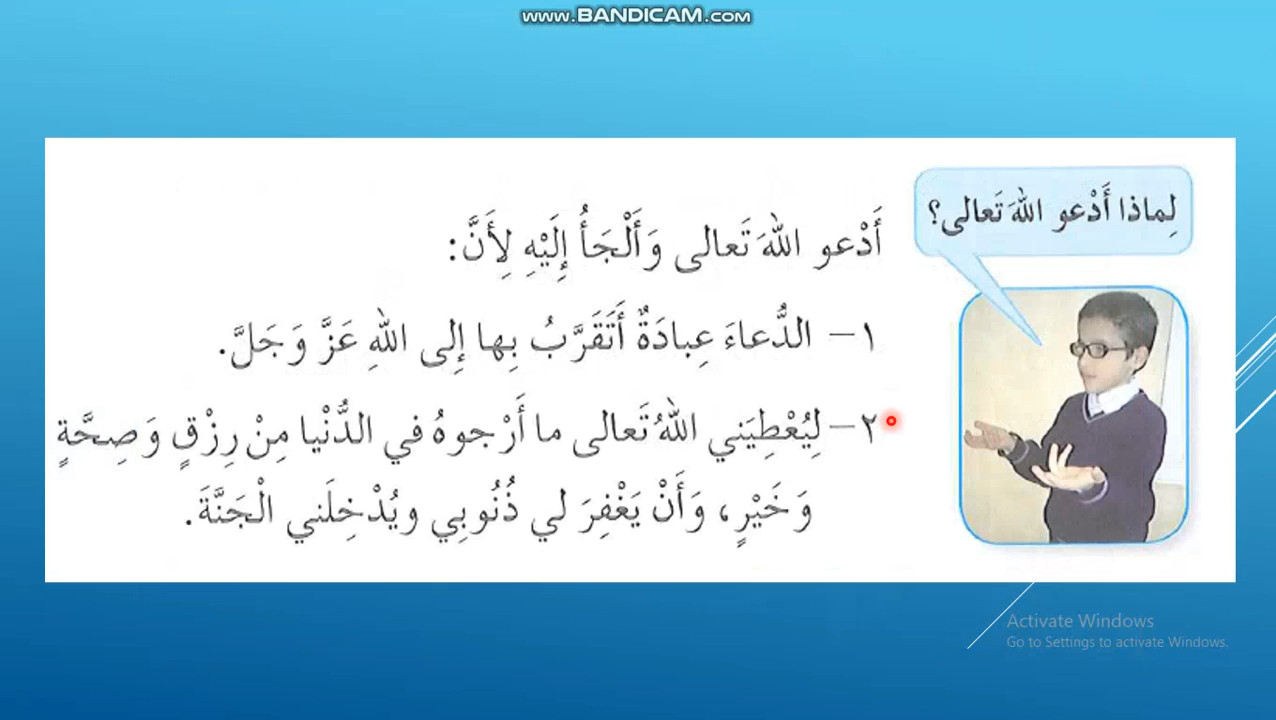 WWW.BANDICAM.COM
لِماذا أَدْعو اللهَ تَعالى؟
أَدْعو اللهَ تَعالى وَأَلْجَأُ إِلَيْهِ لِأَنَّ:
١- الدُّعاءَ عِبادَةٌ أَتَقَرَّبُ بِها إِلى اللهِ عَزَّ وَجَلَّ.
٢- لِيُعْطِيَني اللهُ تَعالى ما أَرْجوهُ في الدُّنْيا مِنْ رِزْقٍ وَصِحَّةٍ
وَخَيْرٍ، وَأَنْ يَغْفِرَ لي ذُنُوبِي ويُدْخِلَني الْجَنَّةَ.
Activate Windows
Go to Settings to activate Windows.